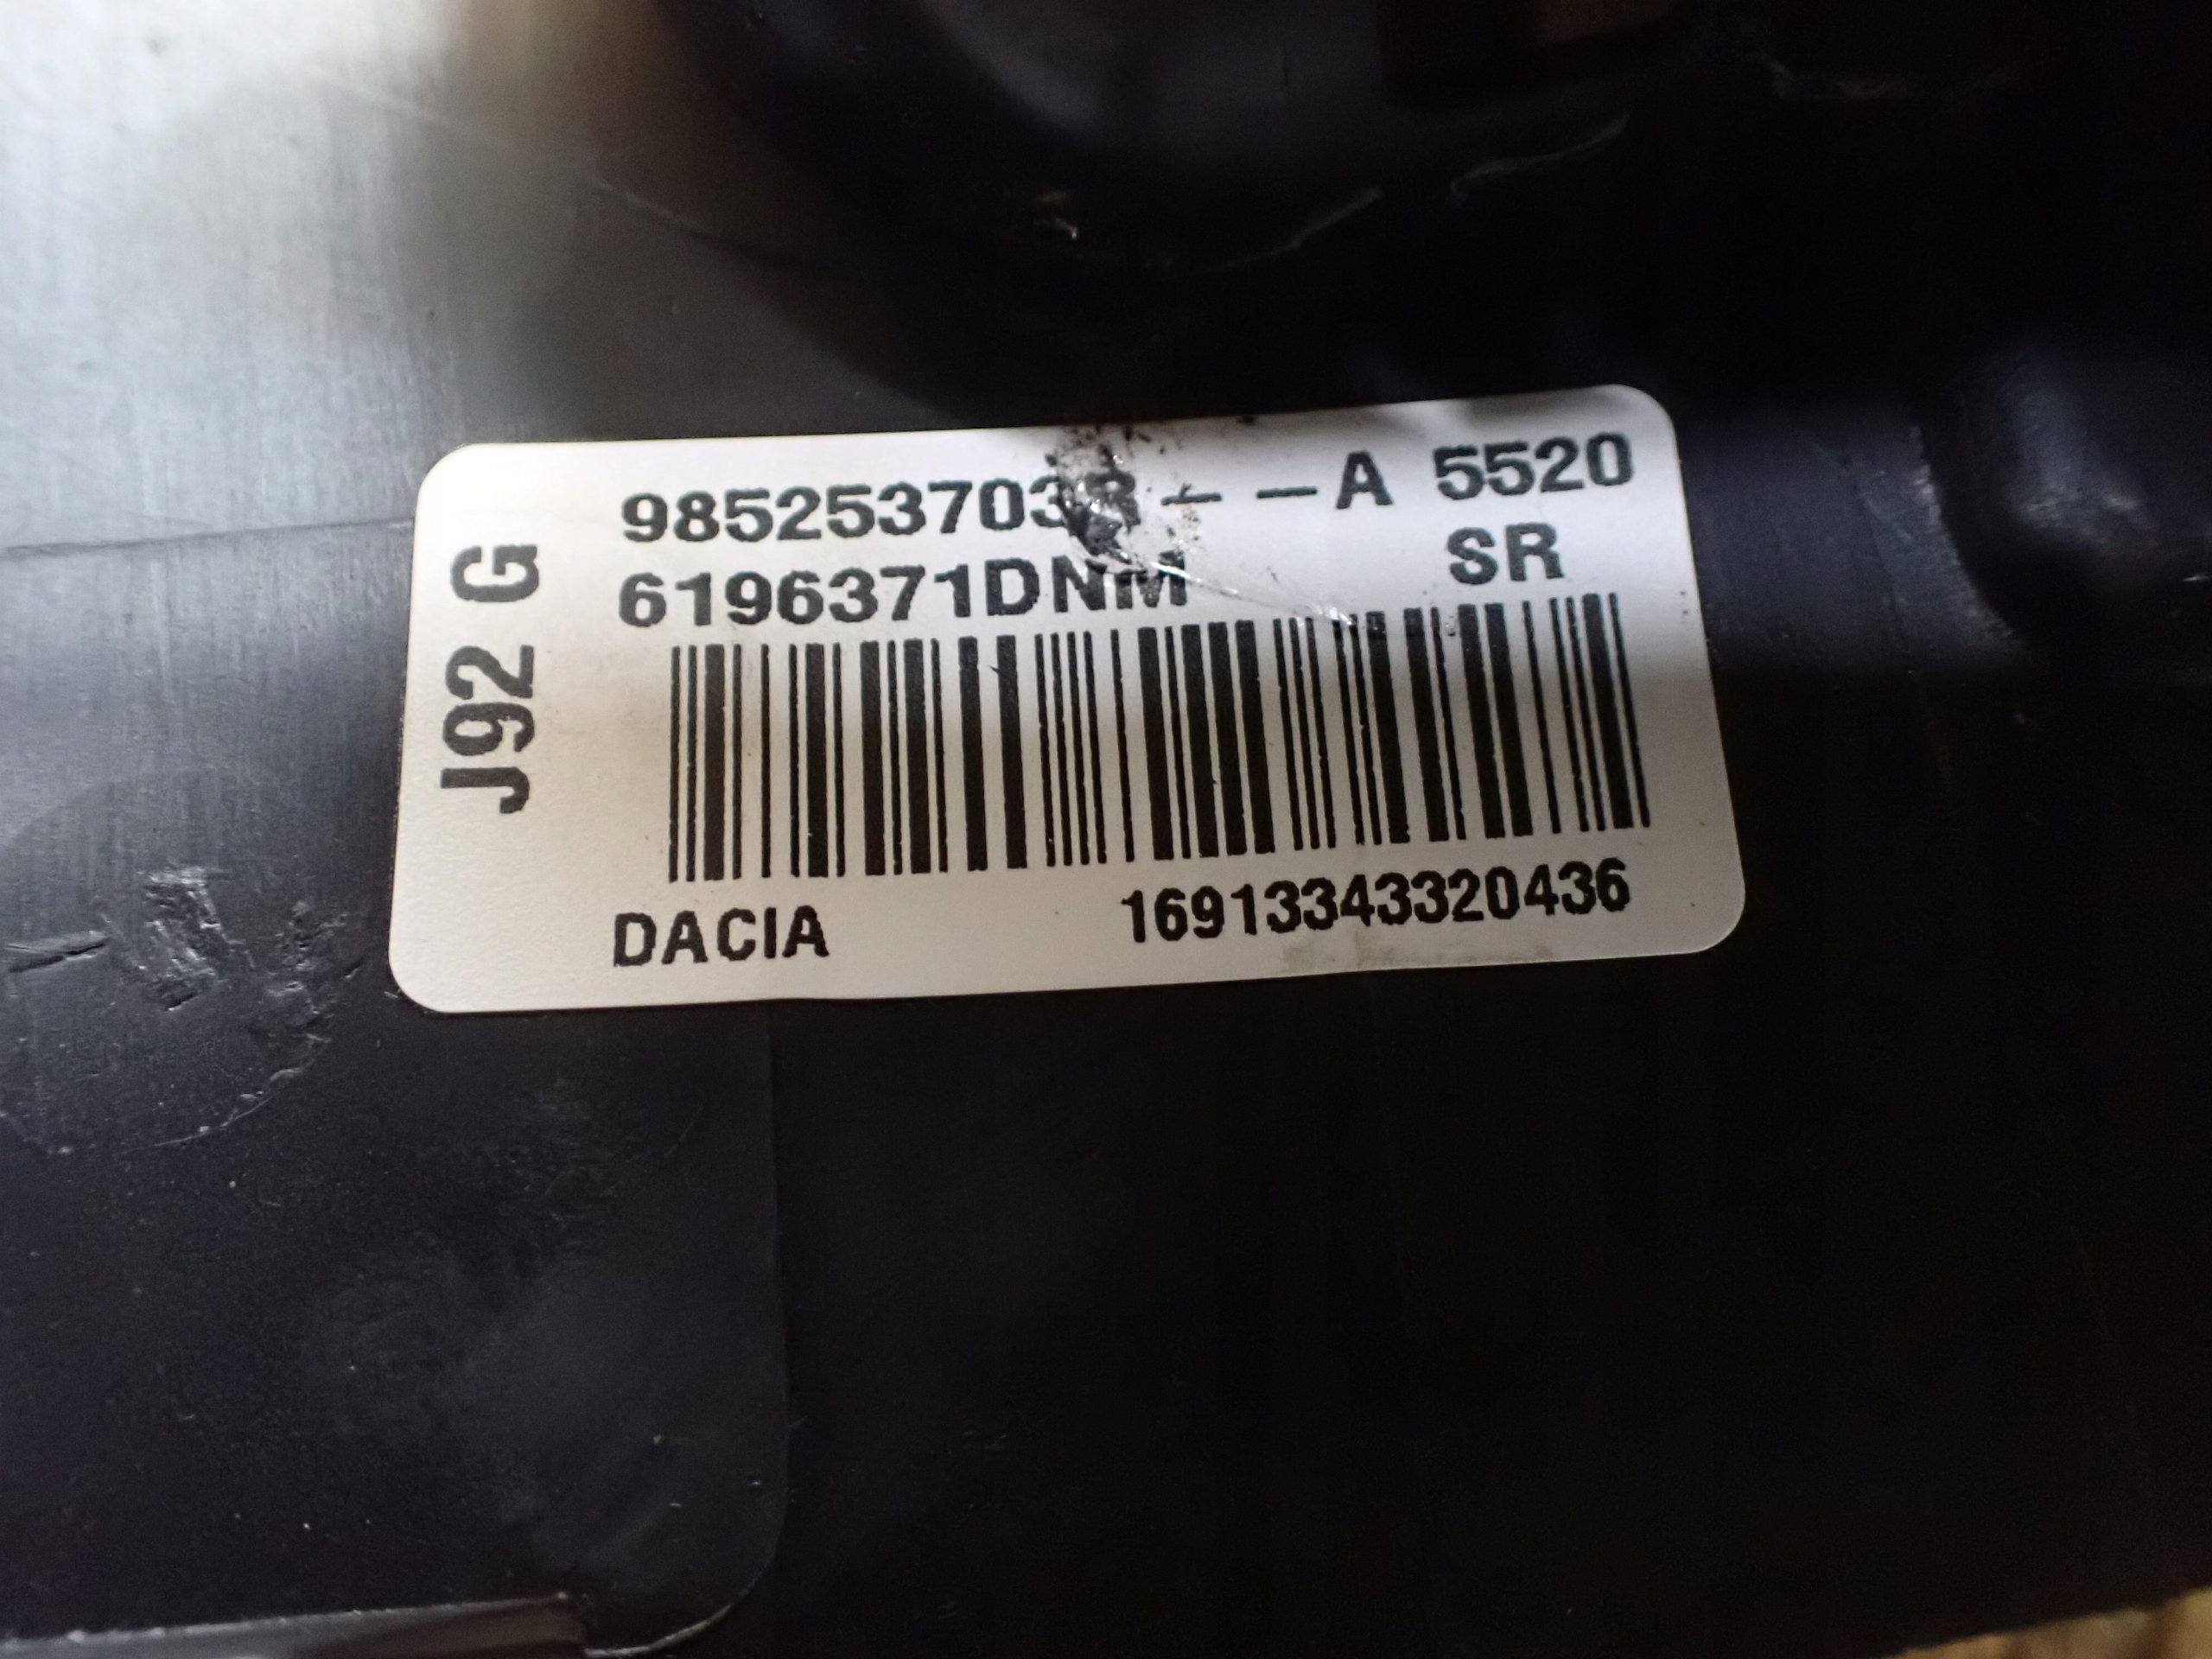 985253703R---A 5520
6196371DNM SR
J92 G
DACIA 16913343320436